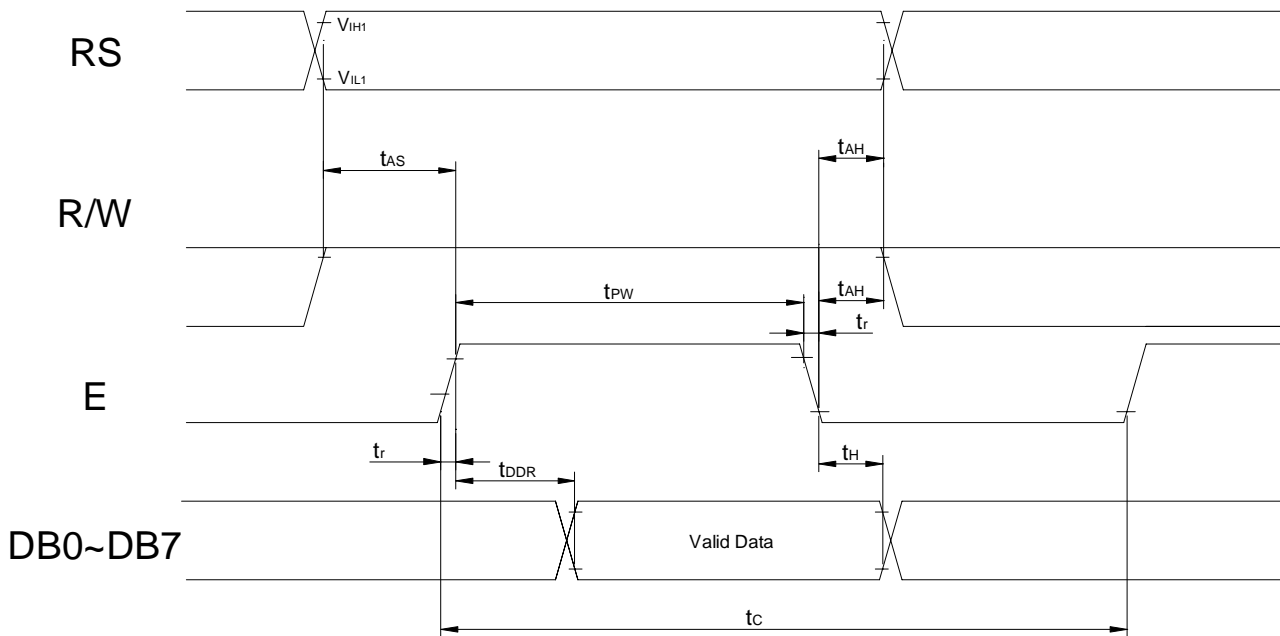 RS
VIH1
VIL1
tAS
tAH
R/W
tPW
tAH
tr
E
tr
tDDR
tH
DB0~DB7
Valid Data
tC